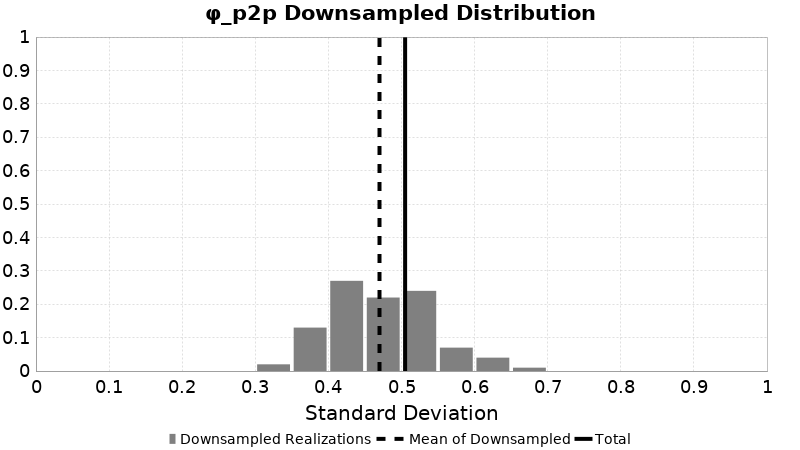 φ_p2p Downsampled Distribution
1
0.9
0.8
0.7
0.6
0.5
0.4
0.3
0.2
0.1
0
0 0.1 0.2 0.3 0.4 0.5 0.6 0.7 0.8 0.9 1
Standard Deviation
Downsampled Realizations Mean of Downsampled Total